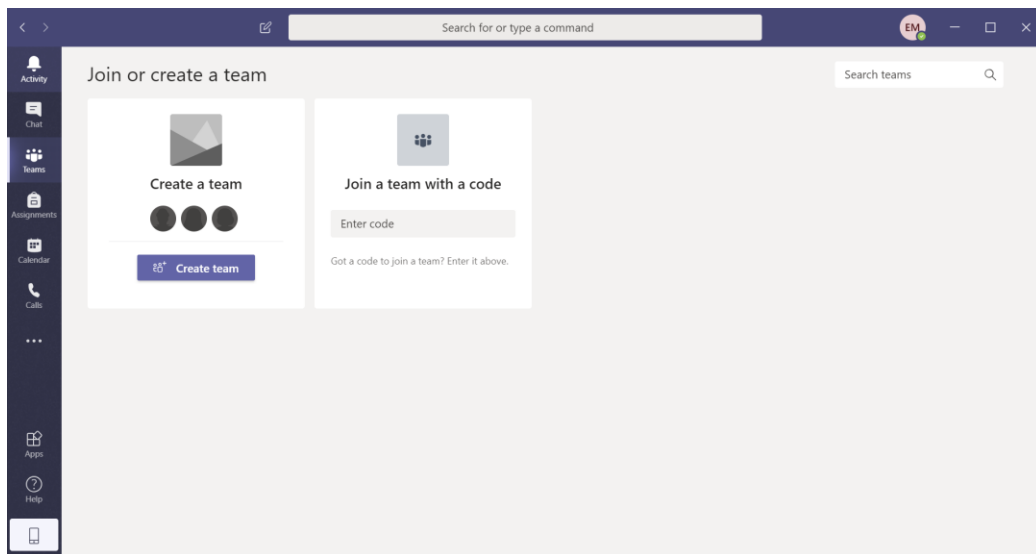 Search for or type a command
EM
Activity
Chat
Teams
Assignments
Calendar
Calls
Apps
Help
Join or create a team
Search teams
Create a team
Create team
Join a team with a code
Enter code
Got a code to join a team? Enter it above.